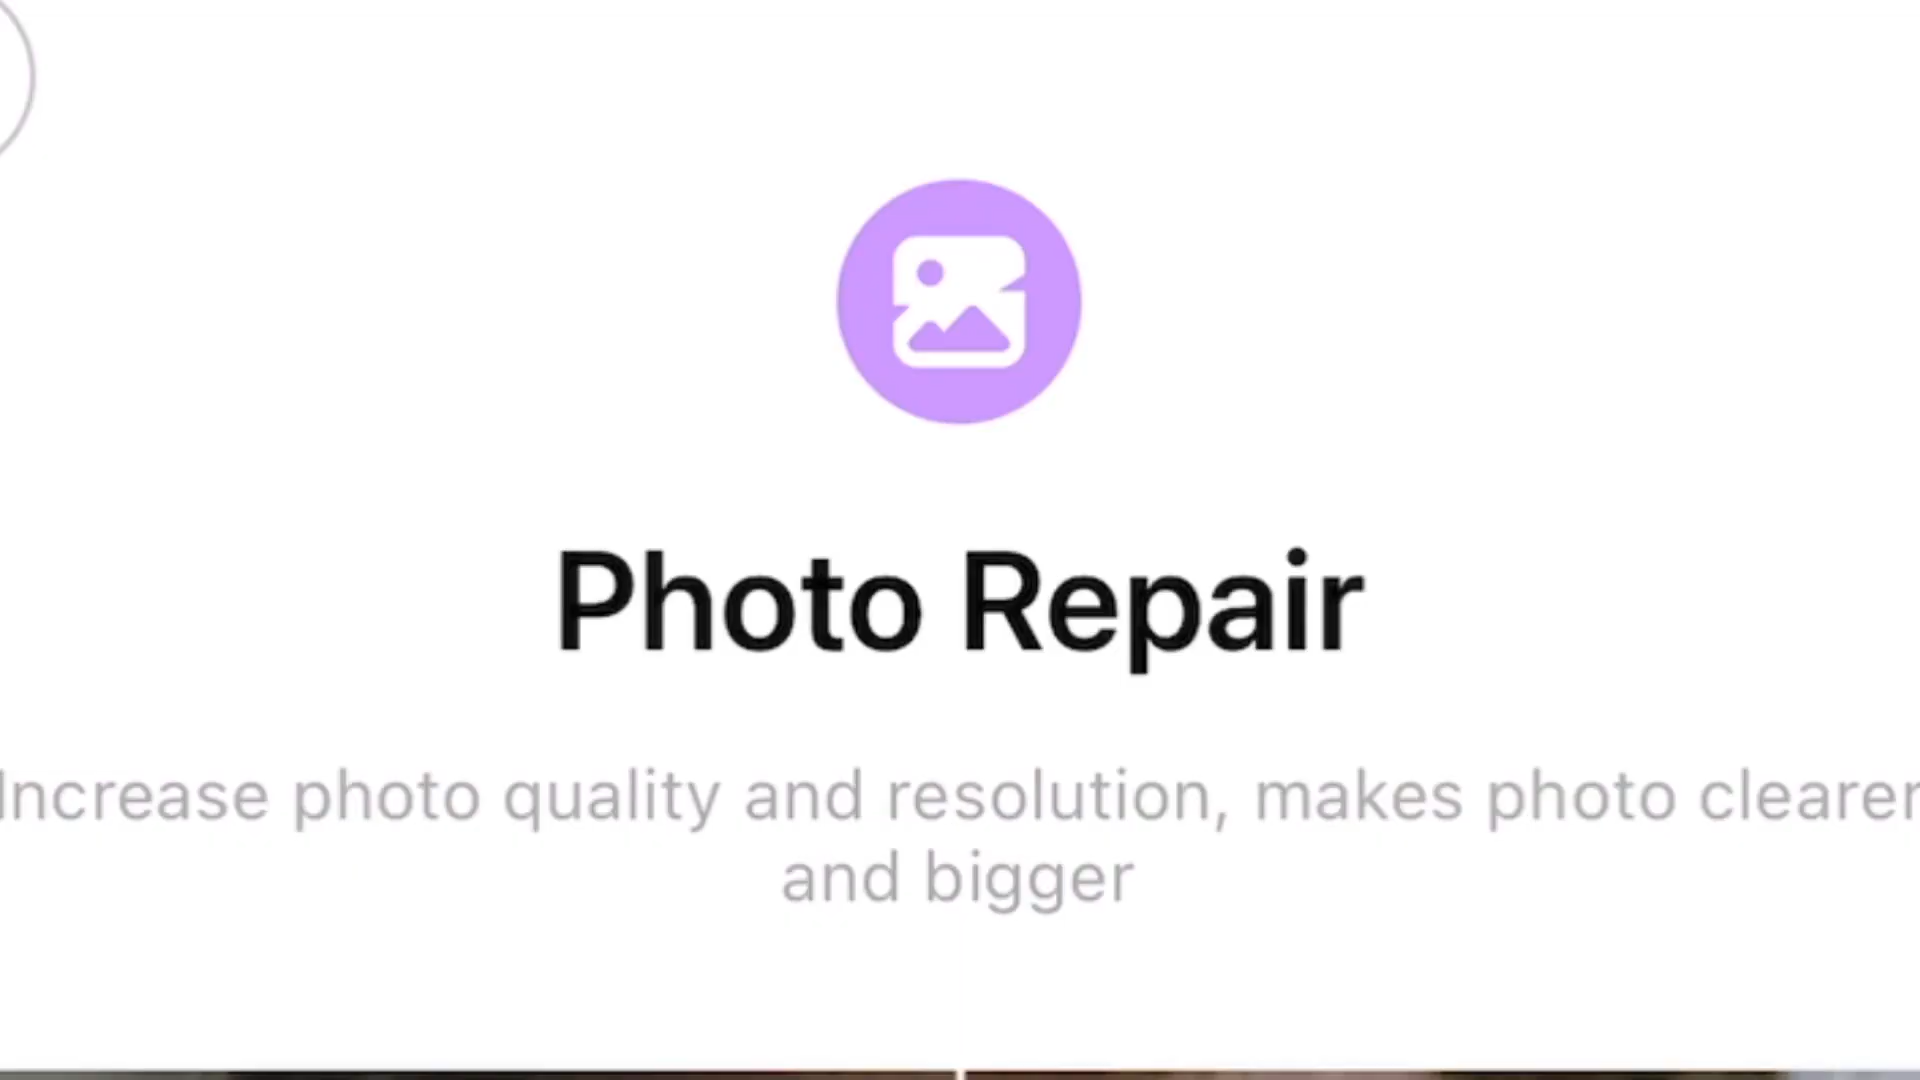 Photo Repair
Increase photo quality and resolution, makes photo clearer
and bigger